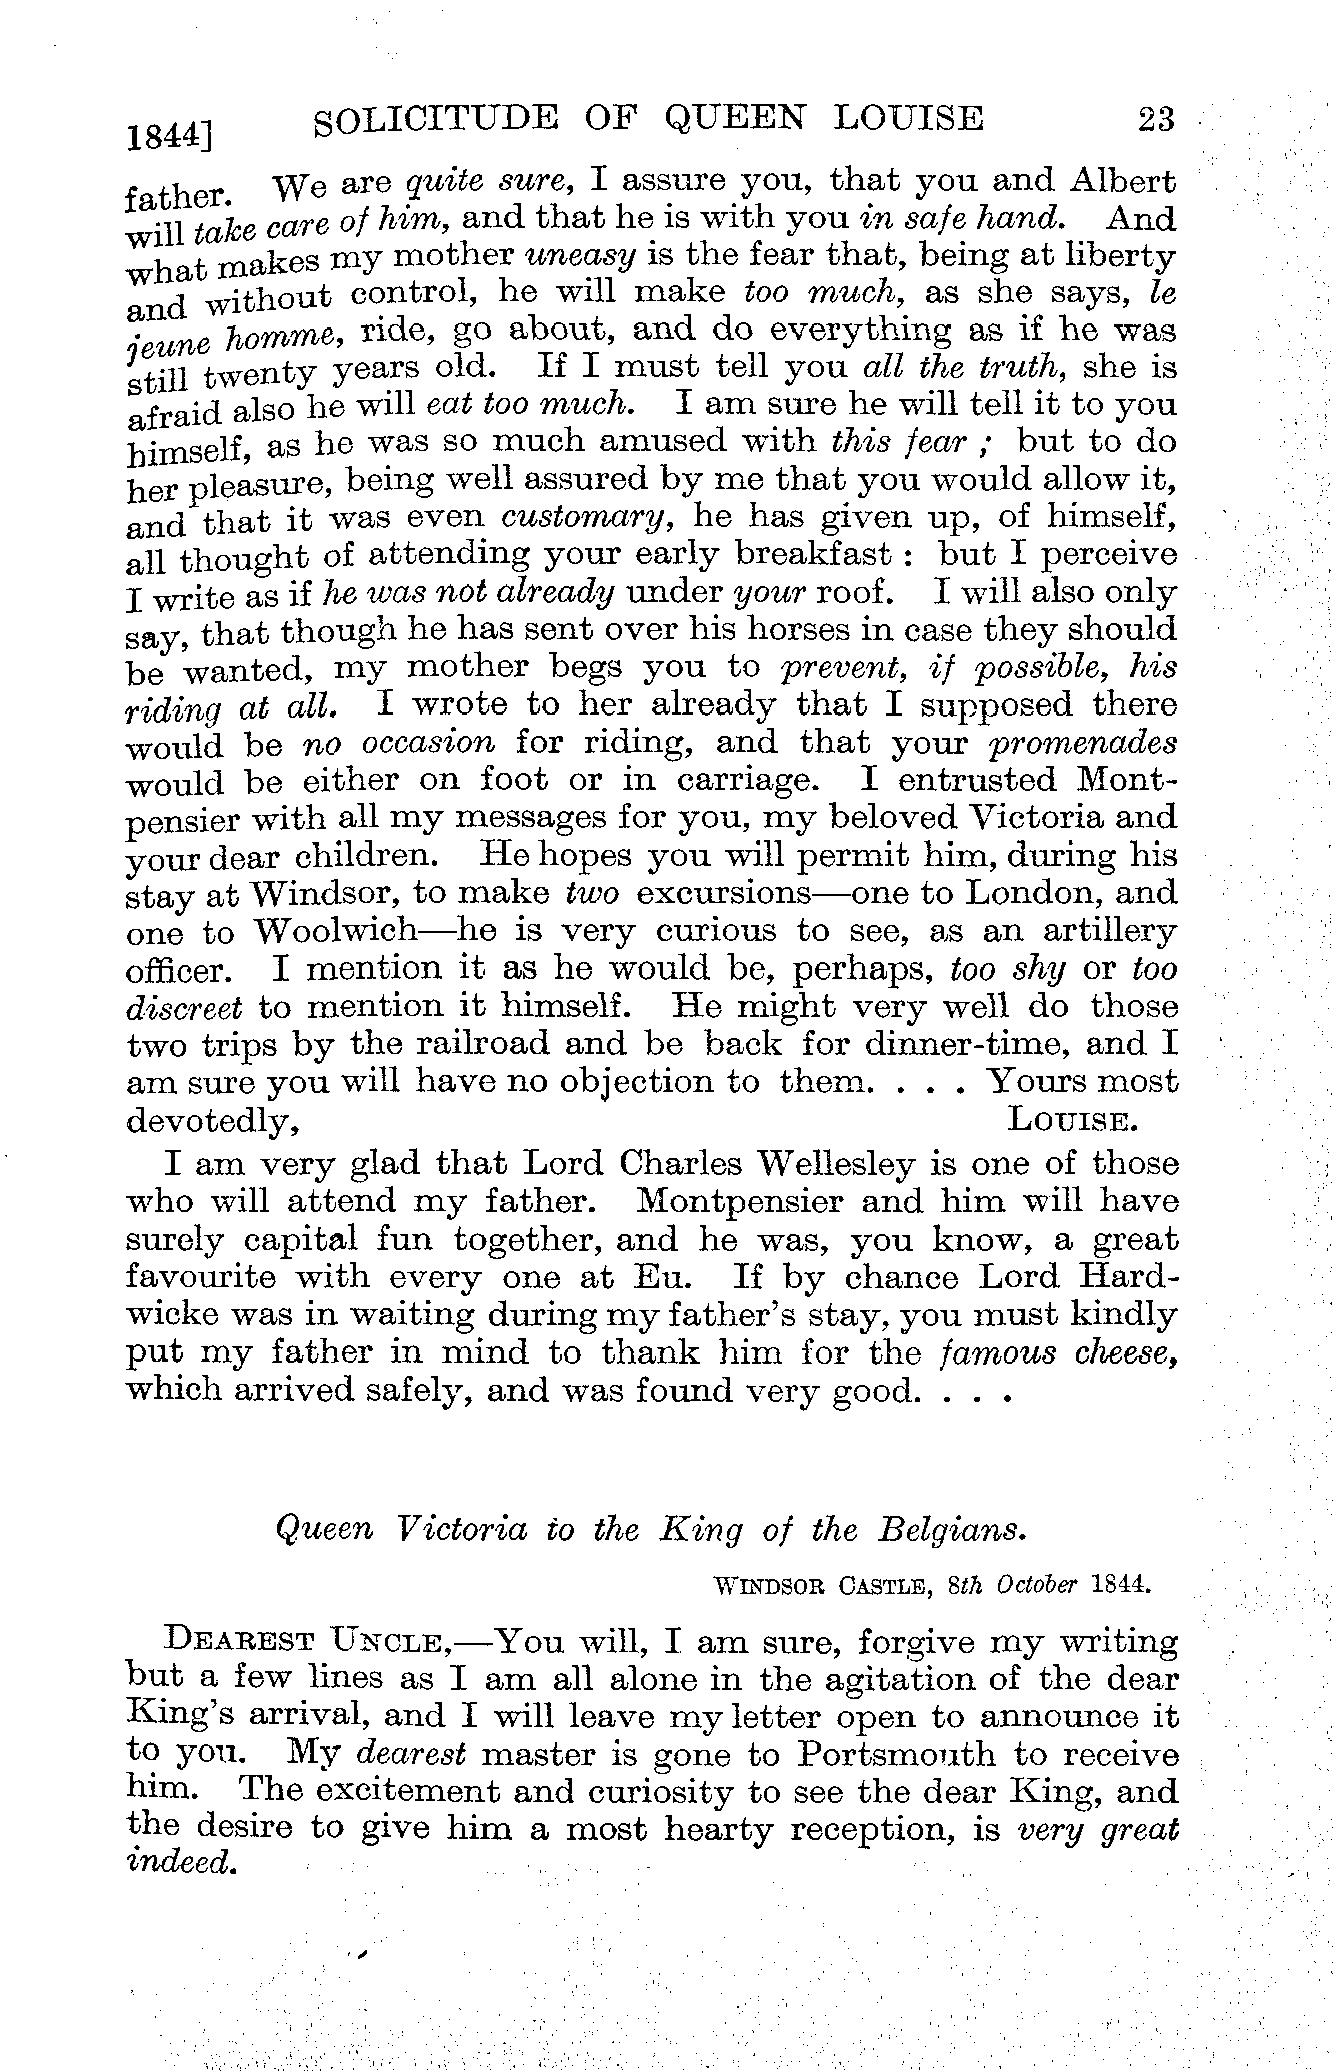 1844] SOLICITUDE OF QUEEN LOUISE 23
father. We are quite sure, I assure you, that you and Albert
will take care of him, and that he is with you in safe hand. And
what makes my mother uneasy is the fear that, being at liberty
and without control, he will make too much, as she says, le
jeune homme, ride, go about, and do everything as if he was
still twenty years old. If I must tell you all the truth, she is
afraid also he will eat too much. I am sure he will tell it to you
himself, as he was so much amused with this fear ; but to do
her pleasure, being well assured by me that you would allow it,
and that it was even customary, he has given up, of himself,
all thought of attending your early breakfast : but I perceive
I write as if he was not already under your roof. I will also only
say, that though he has sent over his horses in case they should
be wanted, my mother begs you to prevent, if possible, his
riding at all. I wrote to her already that I supposed there
would be no occasion for riding, and that your promenades
would be either on foot or in carriage. I entrusted Mont-
pensier with all my messages for you, my beloved Victoria and
your dear children. He hopes you will permit him, during his
stay at Windsor, to make two excursions—one to London, and
one to Woolwich—he is very curious to see, as an artillery
officer. I mention it as he would be, perhaps, too shy or too
discreet to mention it himself. He might very well do those
two trips by the railroad and be back for dinner-time, and I
am sure you will have no objection to them. . . . Yours most
devotedly, LOUISE.
I am very glad that Lord Charles Wellesley is one of those
who will attend my father. Montpensier and him will have
surely capital fun together, and he was, you know, a great
favourite with every one at Eu. If by chance Lord Hard-
wicke was in waiting during my father's stay, you must kindly
put my father in mind to thank him for the famous cheese,
which arrived safely, and was found very good. . . .
Queen Victoria to the King of the Belgians.
WINDSOR CASTLE, 8th October 1844.
DEAREST UNCLE,—You will, I am sure, forgive my writing
but a few lines as I am all alone in the agitation of the dear
King's arrival, and I will leave my letter open to announce it
to you. My dearest master is gone to Portsmouth to receive
him. The excitement and curiosity to see the dear King, and
the desire to give him a most hearty reception, is very great
indeed.